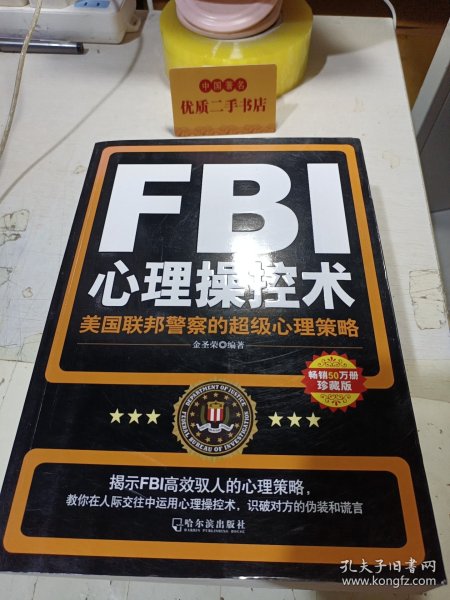 中国著名
优质二手书店
FBI
心理操控术
美国联邦警察的超级心理策略
金圣荣◎编著
畅销50万册
珍藏版
DEPARTMENT OF JUSTICE
FEDERAL BUREAU OF INVESTIGATION
揭示FBI高效驭人的心理策略，
教你在人际交往中运用心理操控术，识破对方的伪装和谎言
哈尔滨出版社
HARBIN PUBLISHING HOUSE
孔夫子旧书网
www.kongfz.com